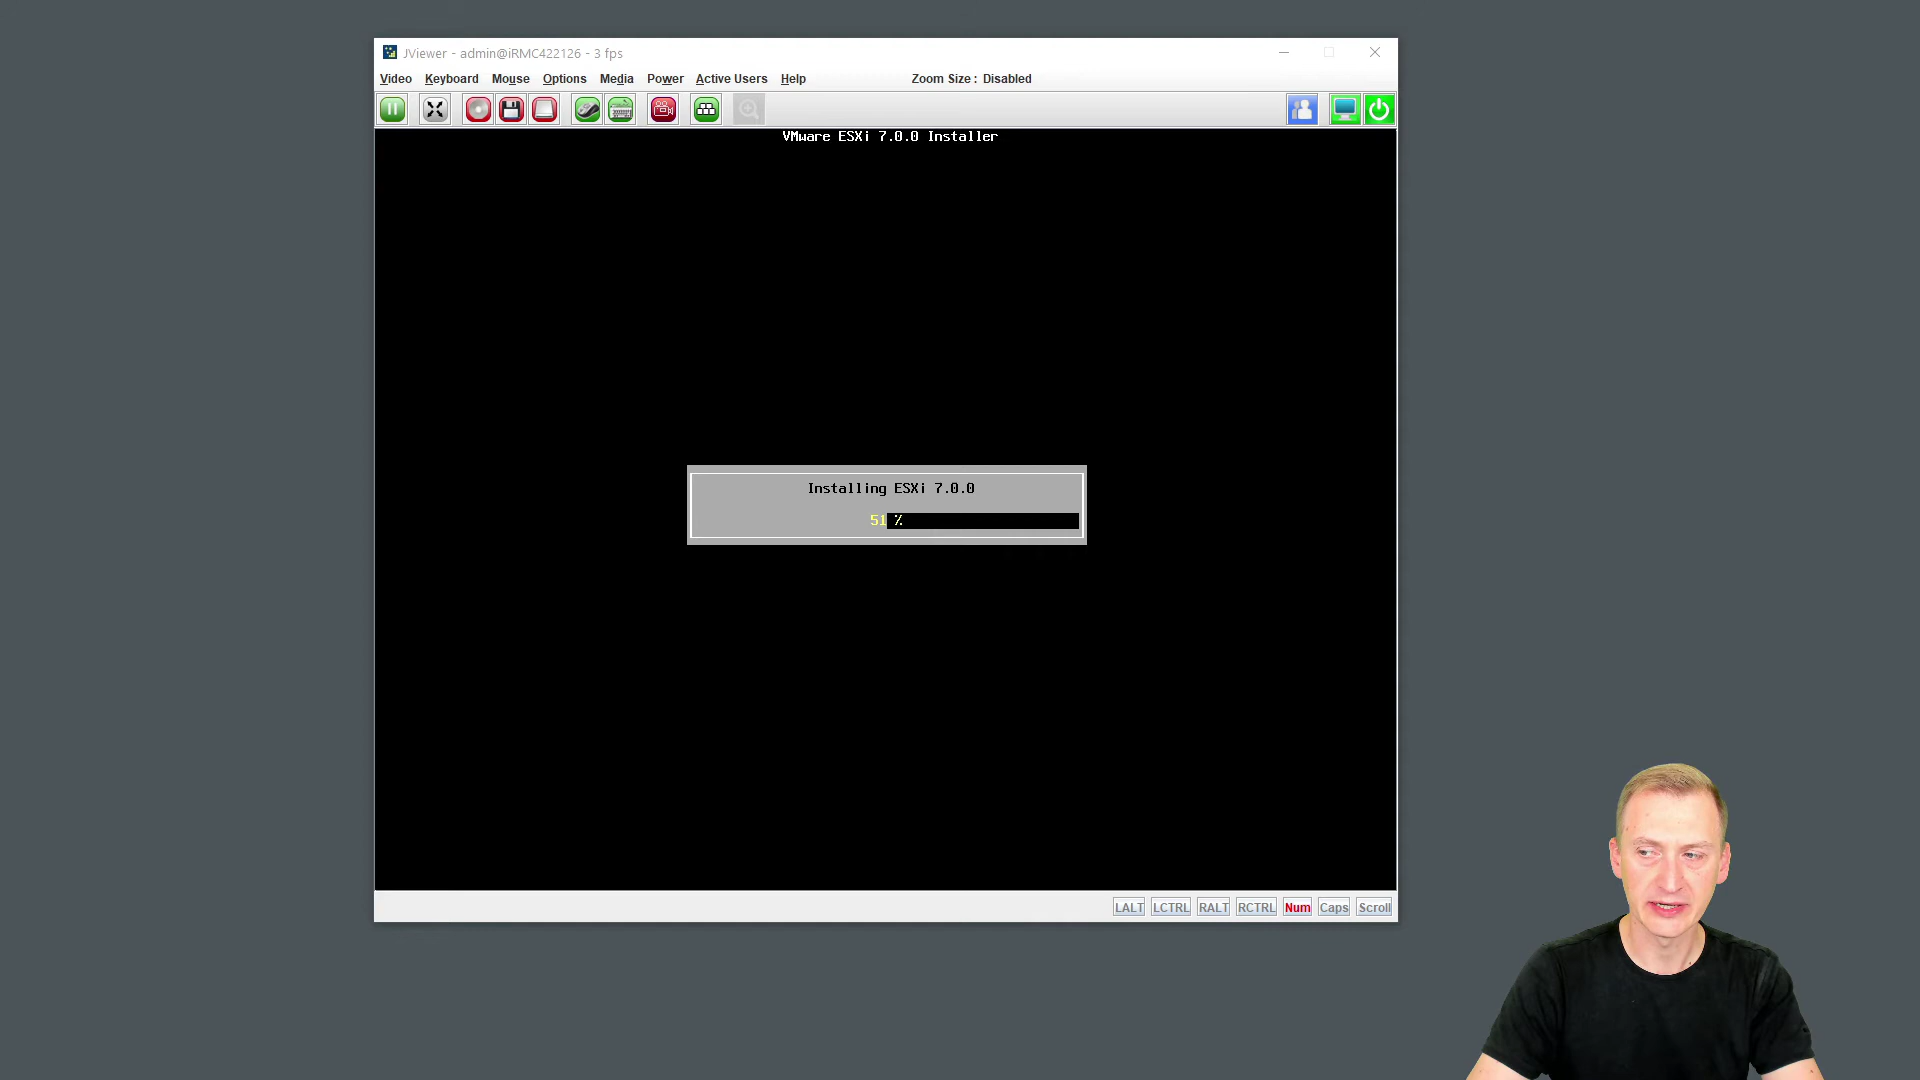 JViewer - admin@iRMC422126 - 3 fps
Video Keyboard Mouse Options Media Power Active Users Help Zoom Size : Disabled
VMware ESXi 7.0.0 Installer
Installing ESXi 7.0.0
51 %
LALT LCTRL RALT RCTRL Num Caps Scroll